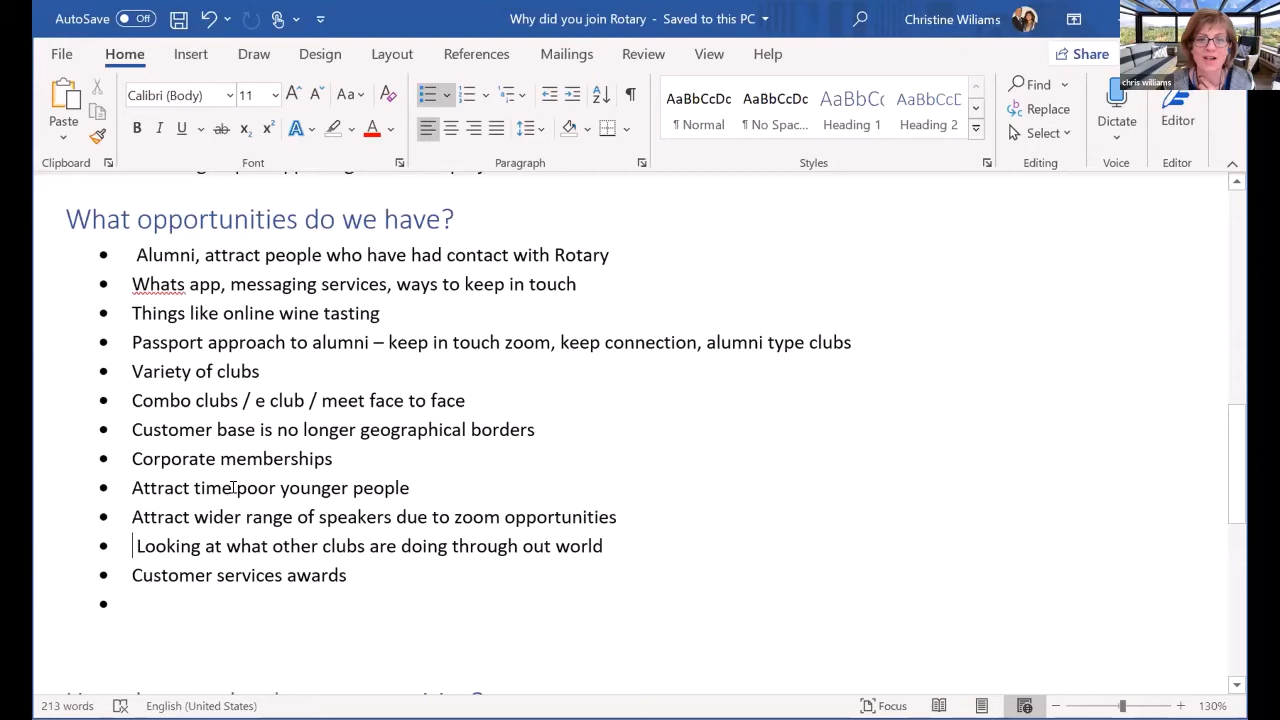 AutoSave Off Why did you join Rotary - Saved to this PC Christine Wiliams
File Home Insert Draw Design Layout References Mailings Review View Help Share chris williams
Paste Calibri (Body) 11 A A Aa A AaBbCcDc AaBbCcDc AaBbC( AaBbCcD Find
B I U ab x₂ x² A A ¶ Normal ¶ No Spac... Heading 1 Heading 2 Replace Dictate Editor
Select
Clipboard Font Paragraph Styles Editing Voice Editor
What opportunities do we have?
• Alumni, attract people who have had contact with Rotary
• Whats app, messaging services, ways to keep in touch
• Things like online wine tasting
• Passport approach to alumni – keep in touch zoom, keep connection, alumni type clubs
• Variety of clubs
• Combo clubs / e club / meet face to face
• Customer base is no longer geographical borders
• Corporate memberships
• Attract time poor younger people
• Attract wider range of speakers due to zoom opportunities
• Looking at what other clubs are doing through out world
• Customer services awards
•
213 words English (United States) Focus 130%